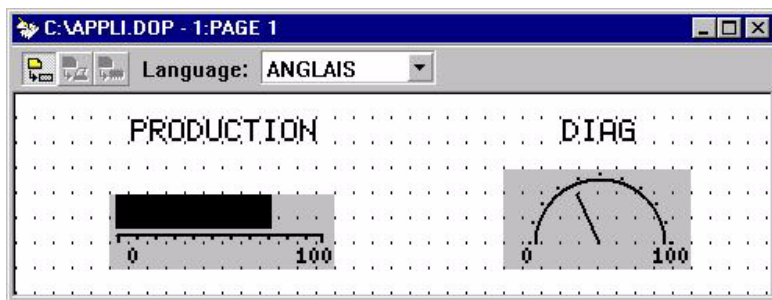 C:\APPLI.DOP - 1:PAGE 1
Language: ANGLAIS
PRODUCTION DIAG
0 100 0 100